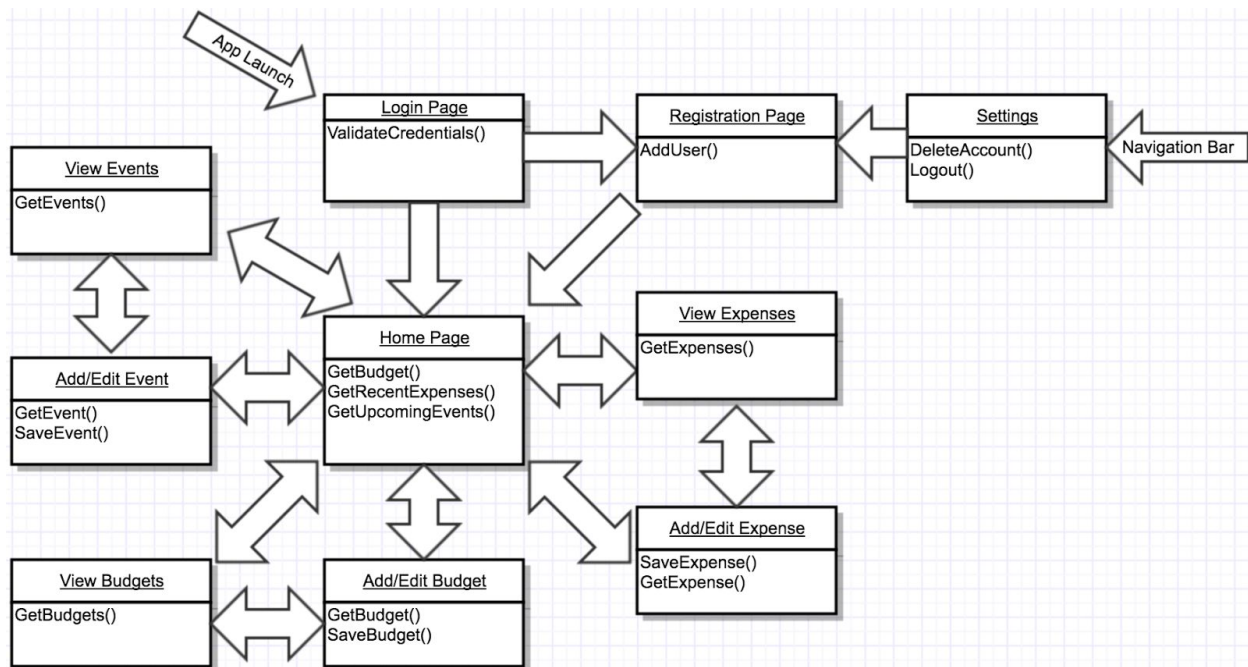 App Launch
Login Page
ValidateCredentials()
Registration Page
AddUser()
Settings
DeleteAccount()
Logout()
Navigation Bar
View Events
GetEvents()
Home Page
GetBudget()
GetRecentExpenses()
GetUpcomingEvents()
View Expenses
GetExpenses()
Add/Edit Event
GetEvent()
SaveEvent()
Add/Edit Expense
SaveExpense()
GetExpense()
View Budgets
GetBudgets()
Add/Edit Budget
GetBudget()
SaveBudget()